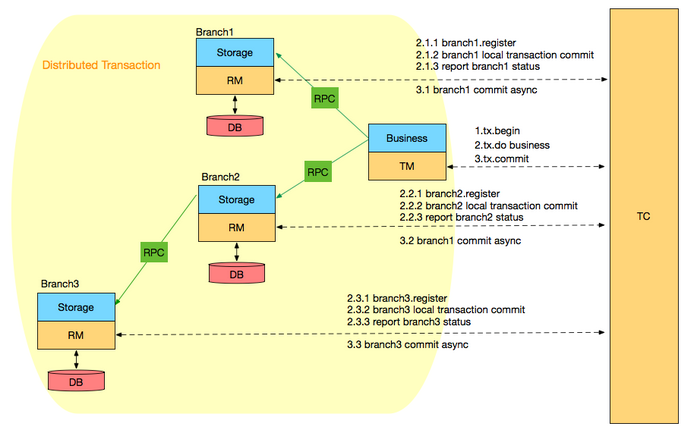 Branch1
Storage
RM
DB
Distributed Transaction
2.1.1 branch1.register
2.1.2 branch1 local transaction commit
2.1.3 report branch1 status
3.1 branch1 commit async
RPC
Business
TM
1.tx.begin
2.tx.do business
3.tx.commit
TC
RPC
Branch2
Storage
RM
DB
2.2.1 branch2.register
2.2.2 branch2 local transaction commit
2.2.3 report branch2 status
3.2 branch1 commit async
RPC
Branch3
Storage
RM
DB
2.3.1 branch3.register
2.3.2 branch3 local transaction commit
2.3.3 report branch3 status
3.3 branch3 commit async